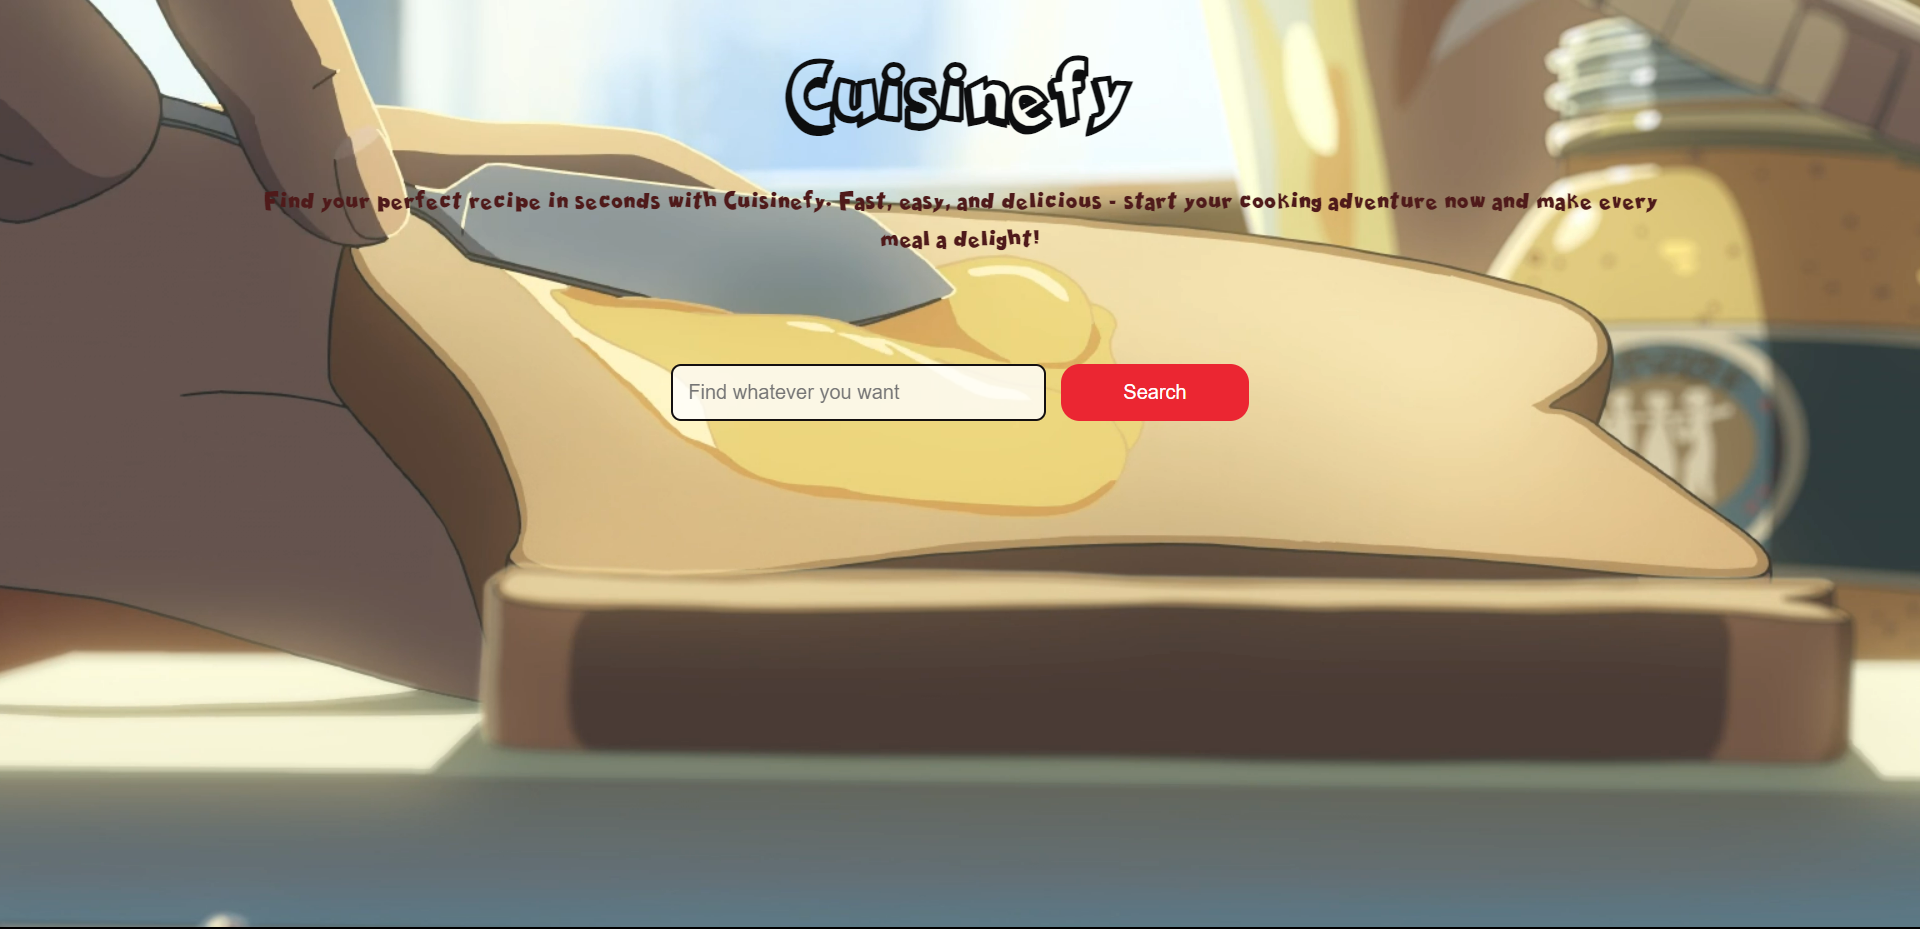 Cuisinefy
Find your perfect recipe in seconds with Cuisinefy. Fast, easy, and delicious - start your cooking adventure now and make every
meal a delight!
Find whatever you want
Search